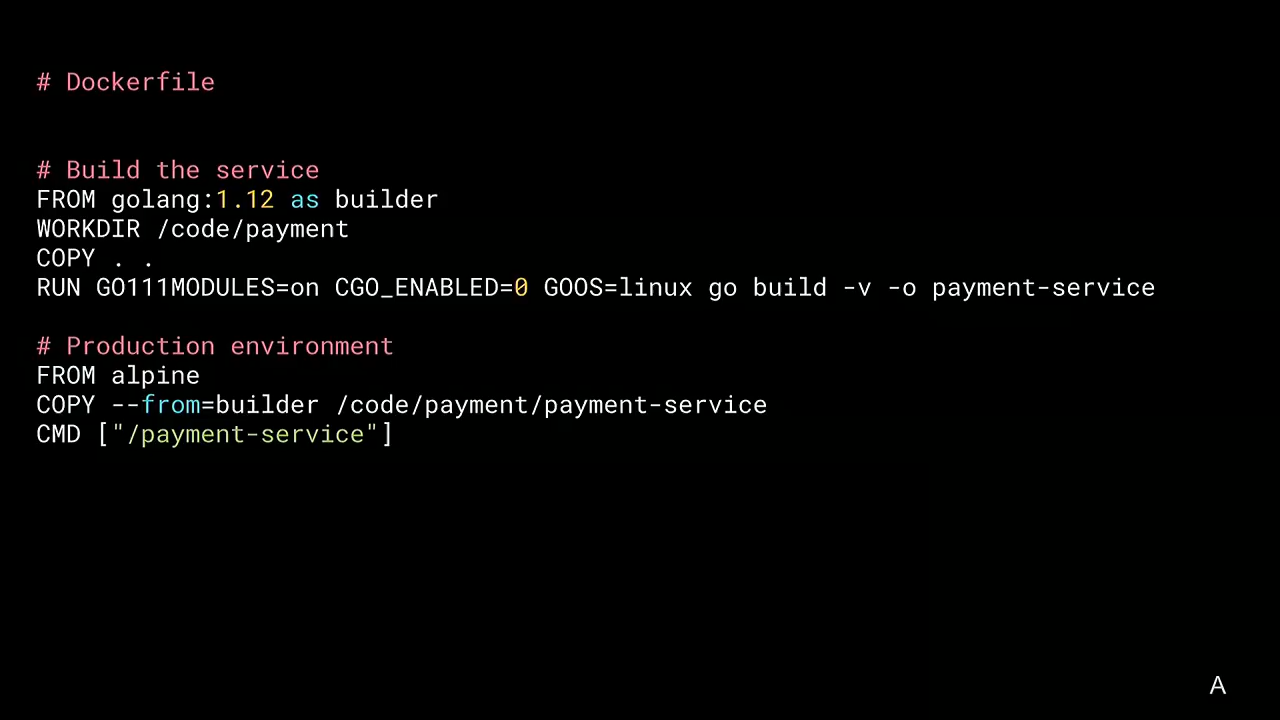 # Dockerfile
# Build the service
FROM golang:1.12 as builder
WORKDIR /code/payment
COPY . .
RUN GO111MODULES=on CGO_ENABLED=0 GOOS=linux go build -v -o payment-service
# Production environment
FROM alpine
COPY --from=builder /code/payment/payment-service
CMD ["/payment-service"]
A